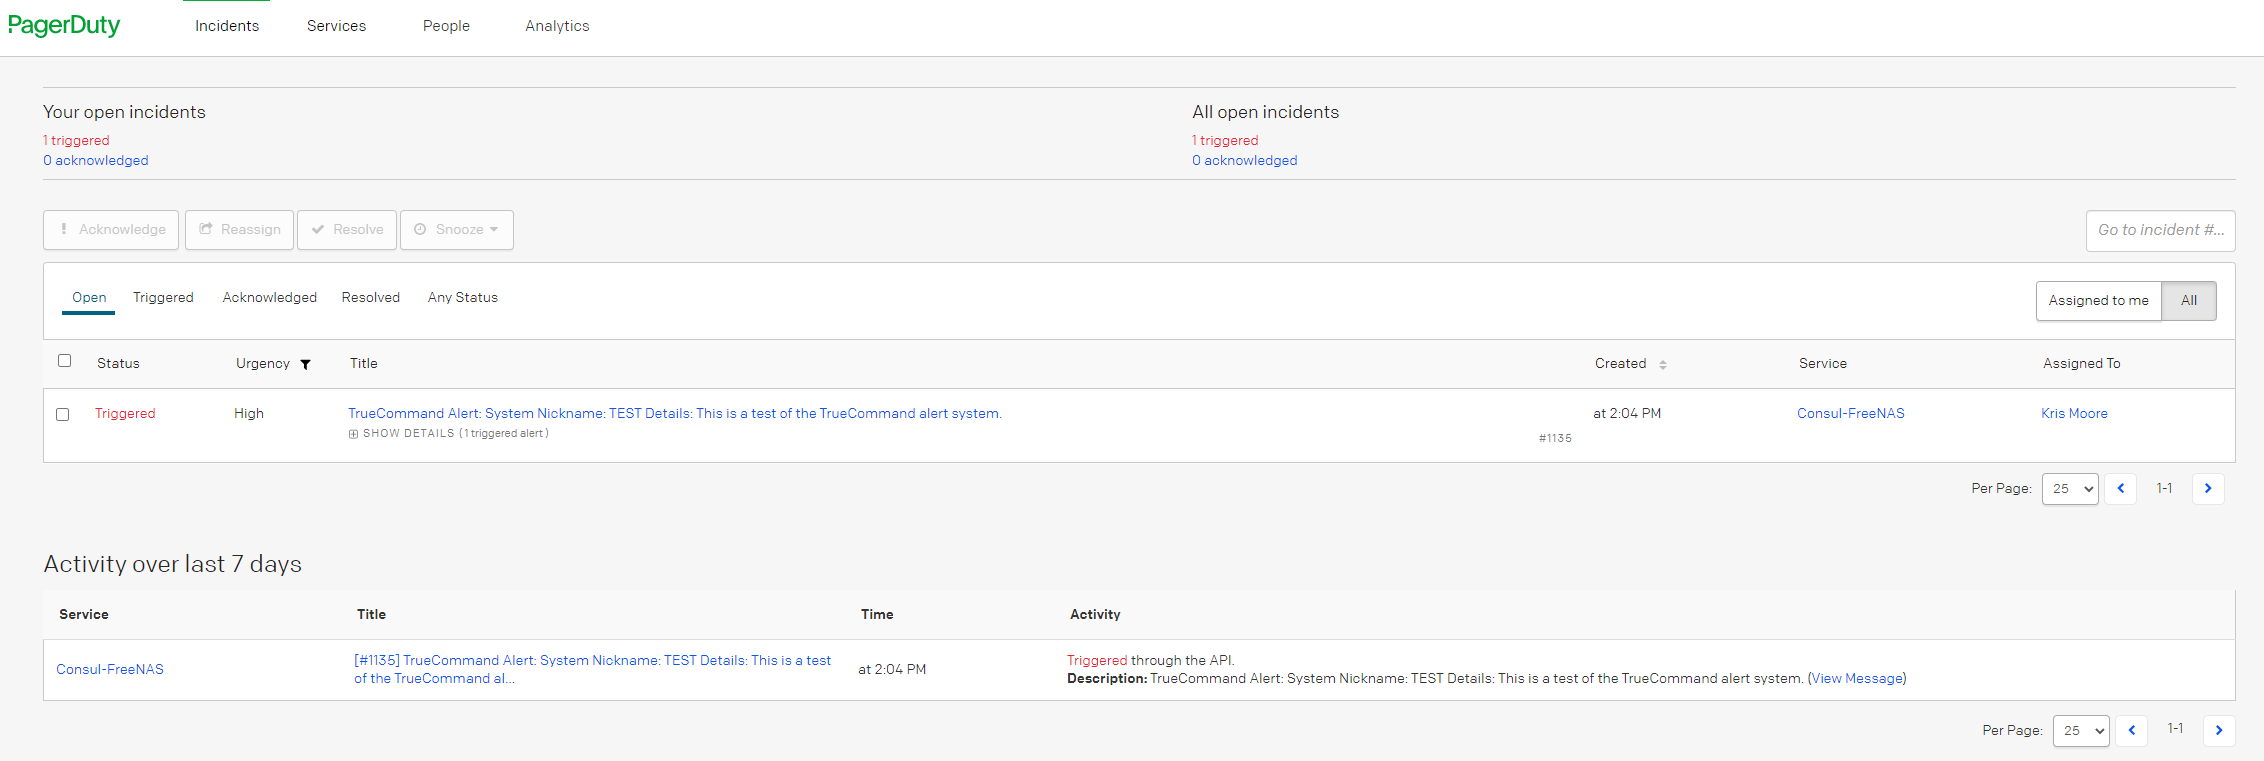 PagerDuty
Incidents
Services
People
Analytics
Your open incidents
1 triggered
0 acknowledged
All open incidents
1 triggered
0 acknowledged
Acknowledge
Reassign
Resolve
Snooze
Go to incident #...
Open
Triggered
Acknowledged
Resolved
Any Status
Assigned to me
All
Status
Urgency
Title
Created
Service
Assigned To
Triggered
High
TrueCommand Alert: System Nickname: TEST Details: This is a test of the TrueCommand alert system.
SHOW DETAILS (1 triggered alert )
#1135
at 2:04 PM
Consul-FreeNAS
Kris Moore
Per Page:
25
1-1
Activity over last 7 days
Service
Title
Time
Activity
Consul-FreeNAS
[#1135] TrueCommand Alert: System Nickname: TEST Details: This is a test
of the TrueCommand al...
at 2:04 PM
Triggered through the API.
Description: TrueCommand Alert: System Nickname: TEST Details: This is a test of the TrueCommand alert system. (View Message)
Per Page:
25
1-1